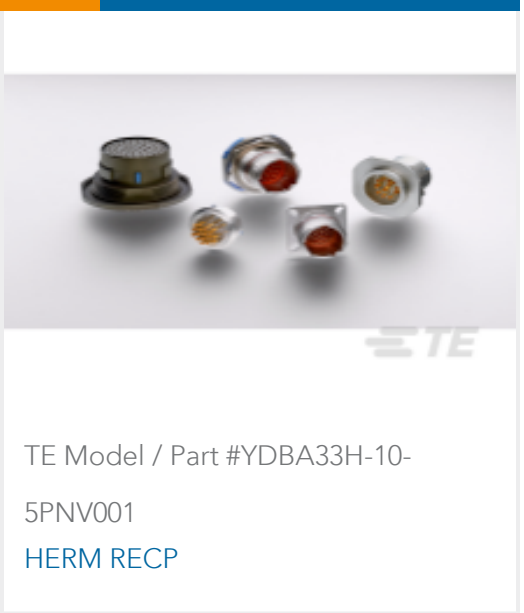 TE
TE Model / Part #YDBA33H-10-
5PNV001
HERM RECP